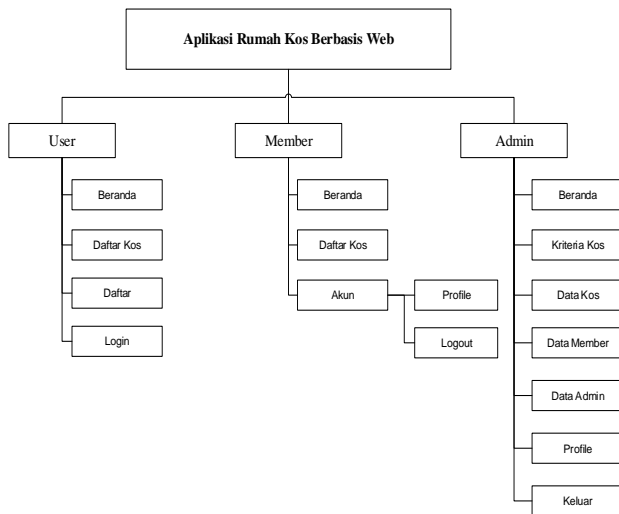 Aplikasi Rumah Kos Berbasis Web
User
Member
Admin
Beranda
Daftar Kos
Daftar
Login
Beranda
Daftar Kos
Akun
Profile
Logout
Beranda
Kriteria Kos
Data Kos
Data Member
Data Admin
Profile
Keluar